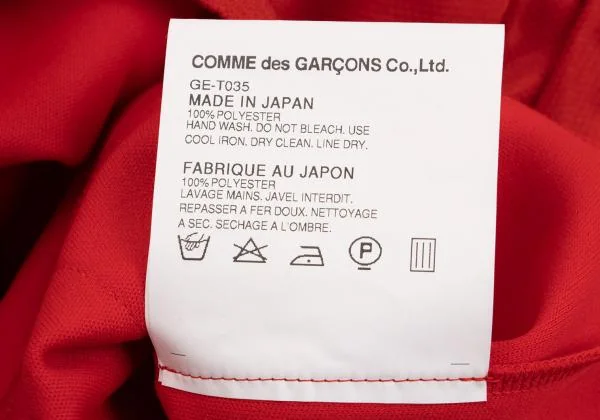 COMME des GARÇONS Co.,Ltd.
GE-T035
MADE IN JAPAN
100% POLYESTER
HAND WASH. DO NOT BLEACH. USE
COOL IRON. DRY CLEAN. LINE DRY.
FABRIQUE AU JAPON
100% POLYESTER
LAVAGE MAINS. JAVEL INTERDIT.
REPASSER A FER DOUX. NETTOYAGE
A SEC. SECHAGE A L'OMBRE.
P